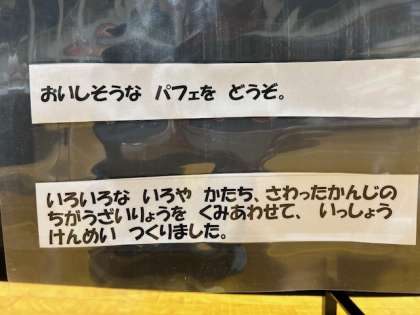 おいしそうな パフェを どうぞ。
いろいろな いろや かたち、さわったかんじの
ちがうざいりょうを くみあわせて、 いっしょう
けんめい つくりました。